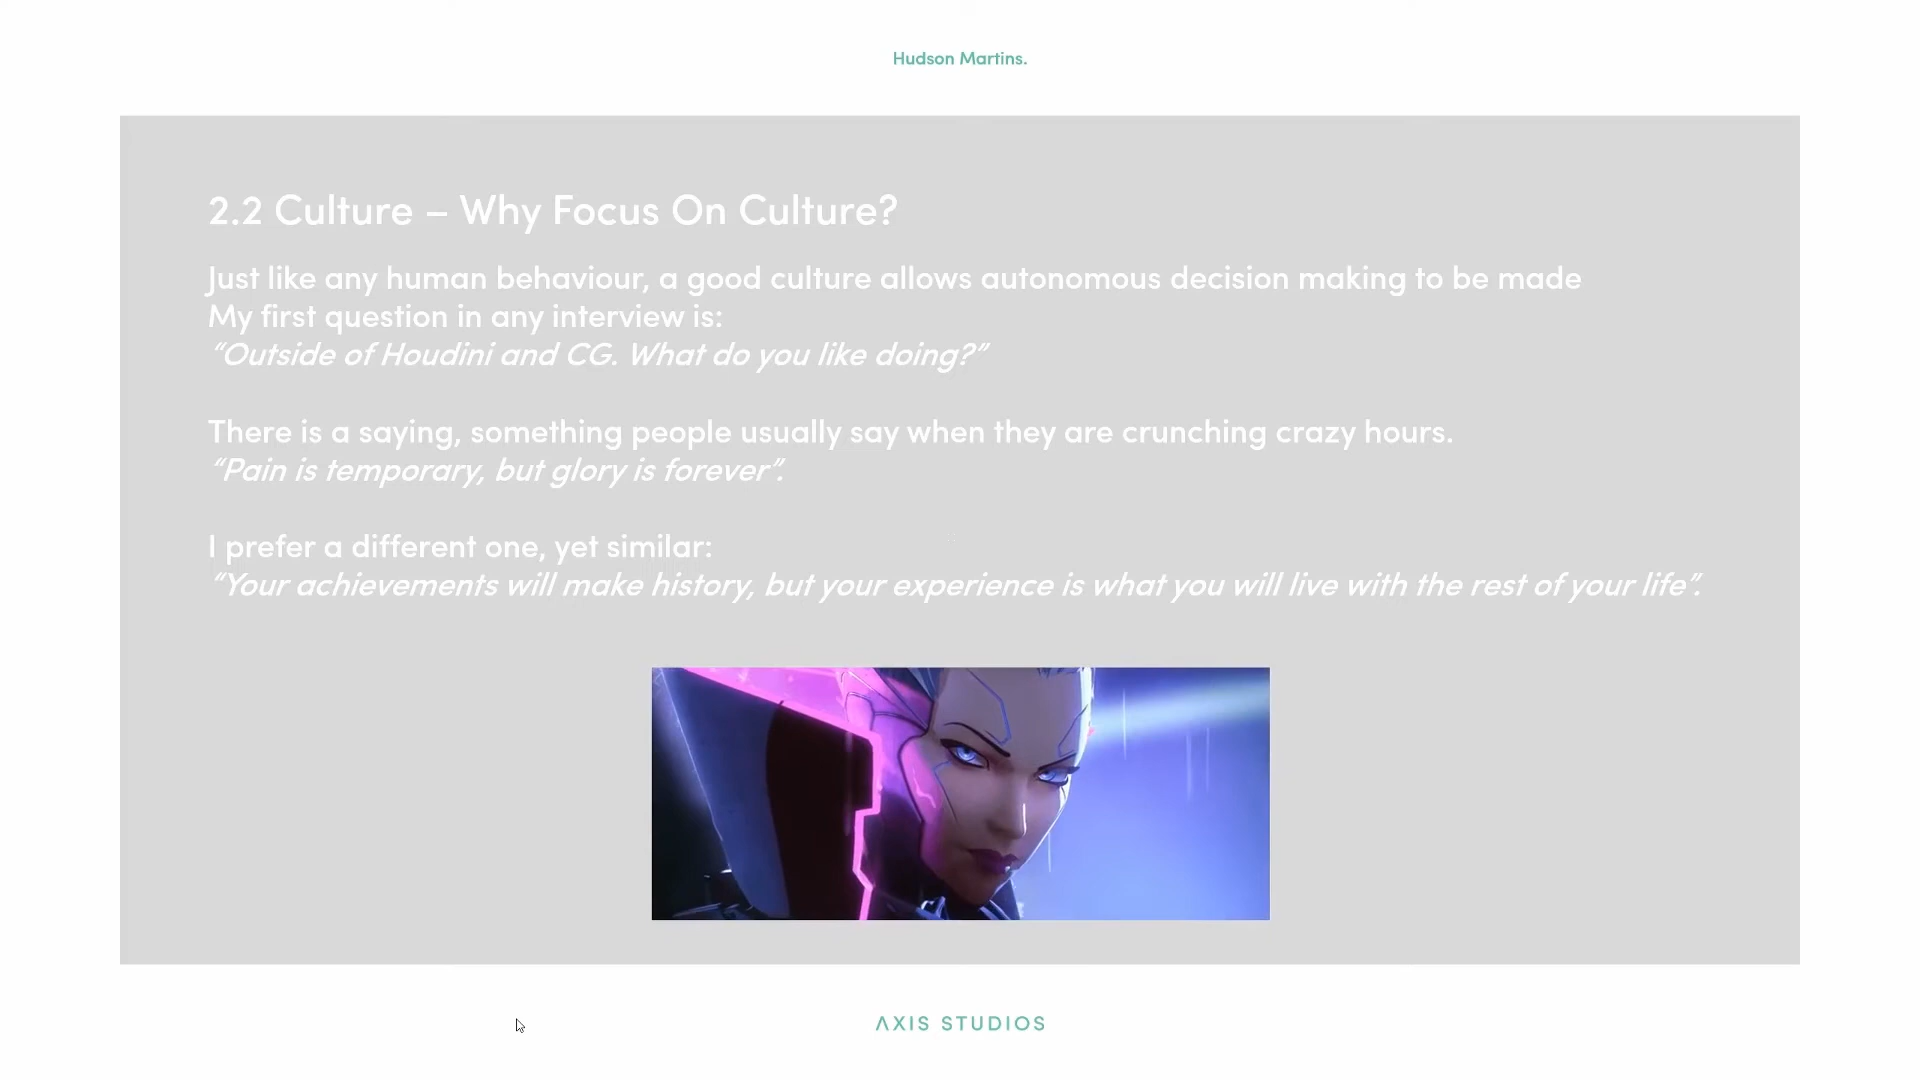 Hudson Martins.
2.2 Culture – Why Focus On Culture?
Just like any human behaviour, a good culture allows autonomous decision making to be made
My first question in any interview is:
“Outside of Houdini and CG. What do you like doing?”
There is a saying, something people usually say when they are crunching crazy hours.
“Pain is temporary, but glory is forever”.
I prefer a different one, yet similar:
“Your achievements will make history, but your experience is what you will live with the rest of your life”.
AXIS STUDIOS